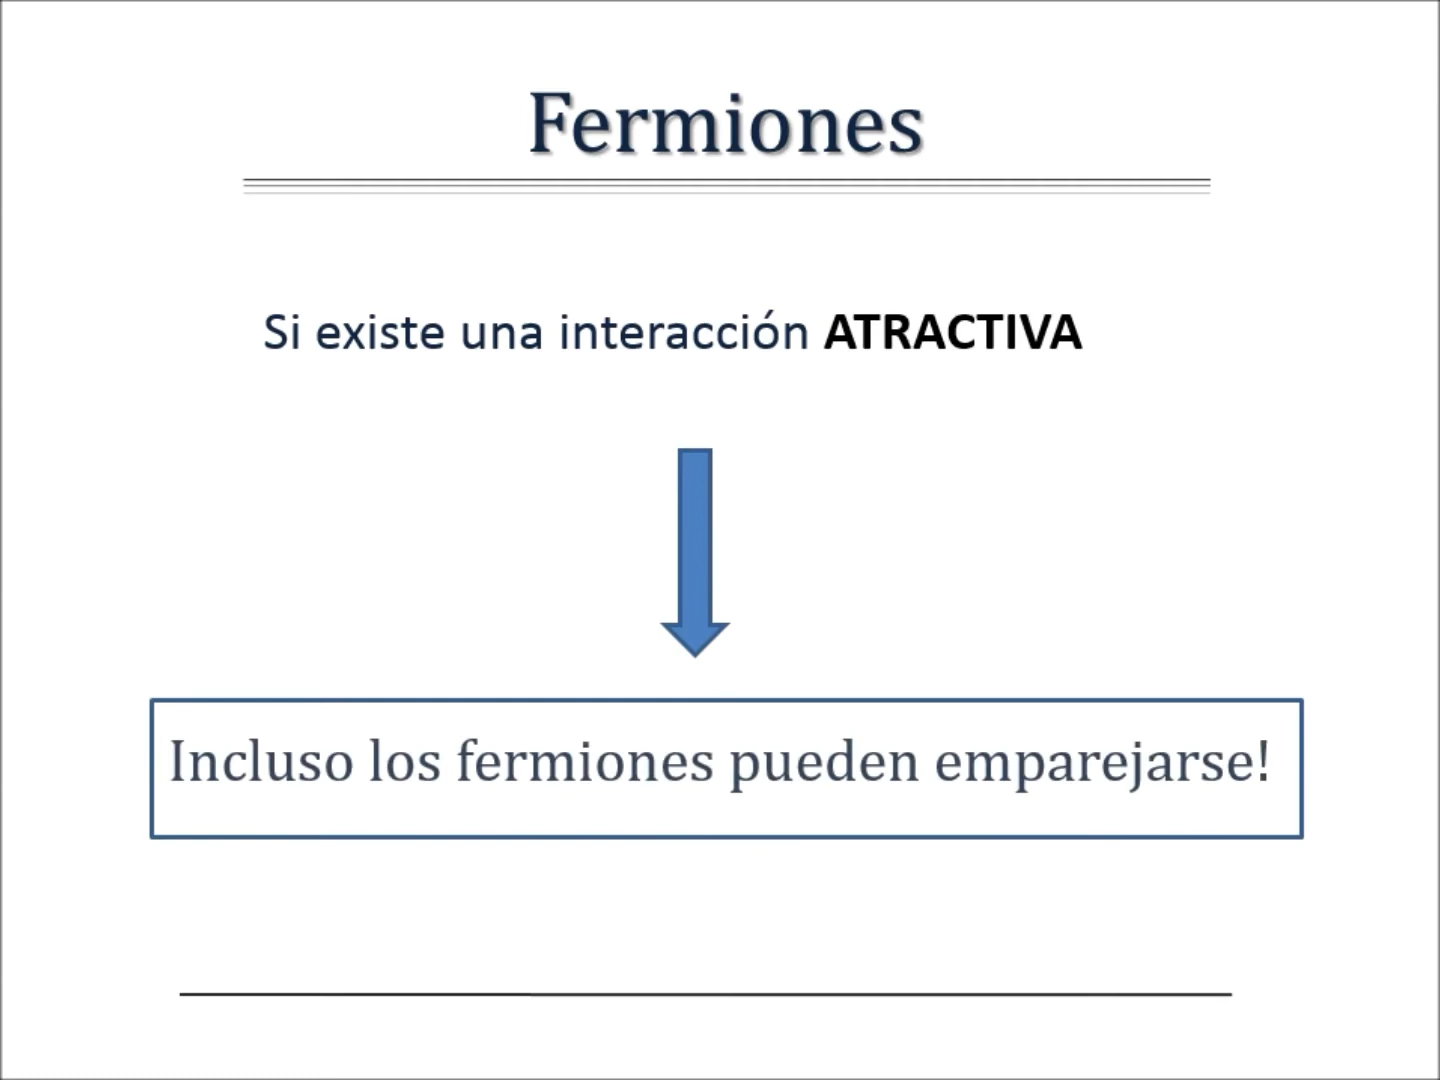 Fermiones
Si existe una interacción ATRACTIVA
Incluso los fermiones pueden emparejarse!